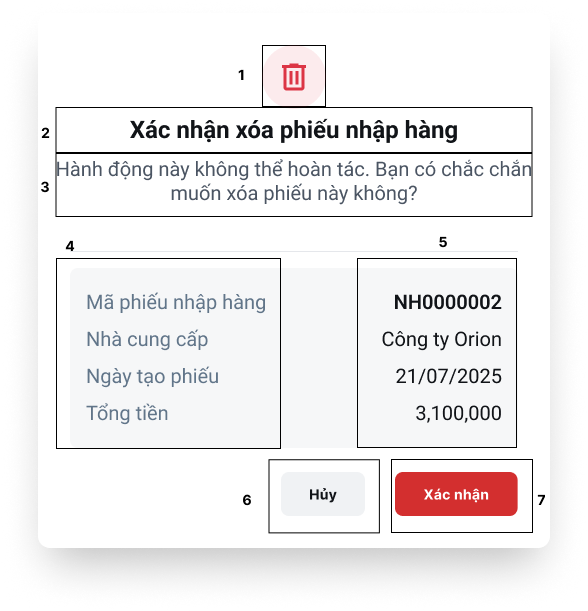 1
2
Xác nhận xóa phiếu nhập hàng
3
Hành động này không thể hoàn tác. Bạn có chắc chắn
muốn xóa phiếu này không?
4
5
Mã phiếu nhập hàng NH0000002
Nhà cung cấp Công ty Orion
Ngày tạo phiếu 21/07/2025
Tổng tiền 3,100,000
6 Hủy Xác nhận 7